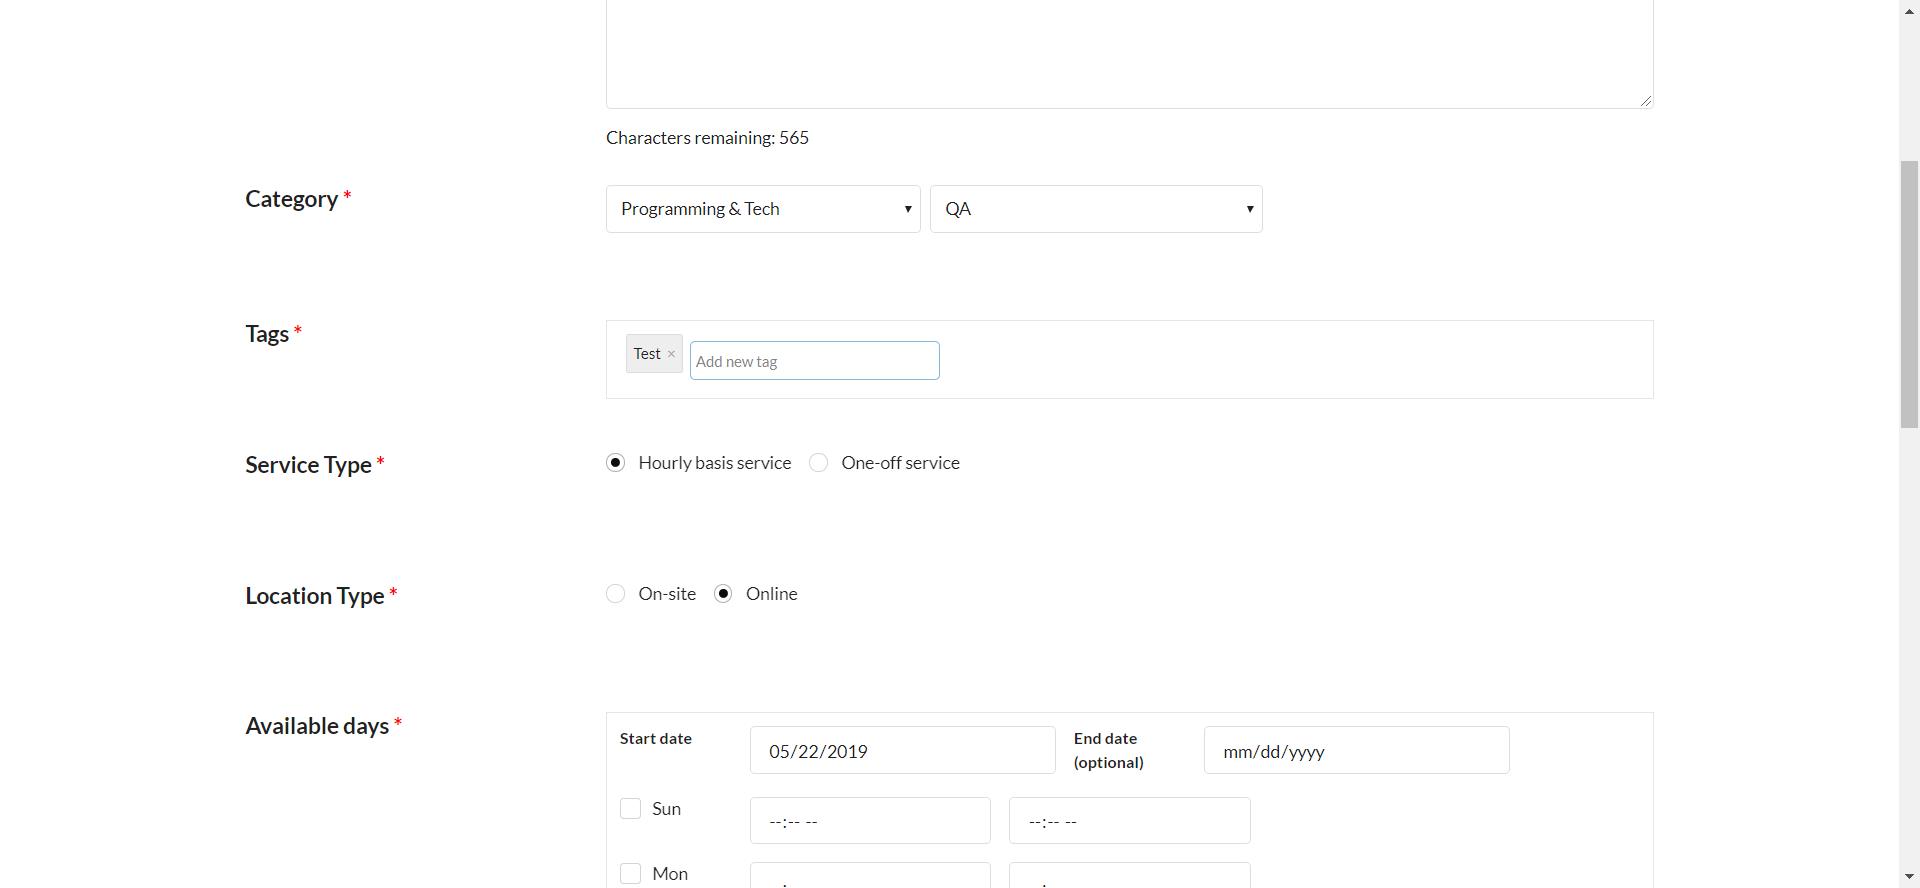 Characters remaining: 565
Category *
Programming & Tech
QA
Tags *
Test ×
Add new tag
Service Type *
Hourly basis service
One-off service
Location Type *
On-site
Online
Available days *
Start date
05/22/2019
End date
(optional)
mm/dd/yyyy
Sun
--:-- --
--:-- --
Mon